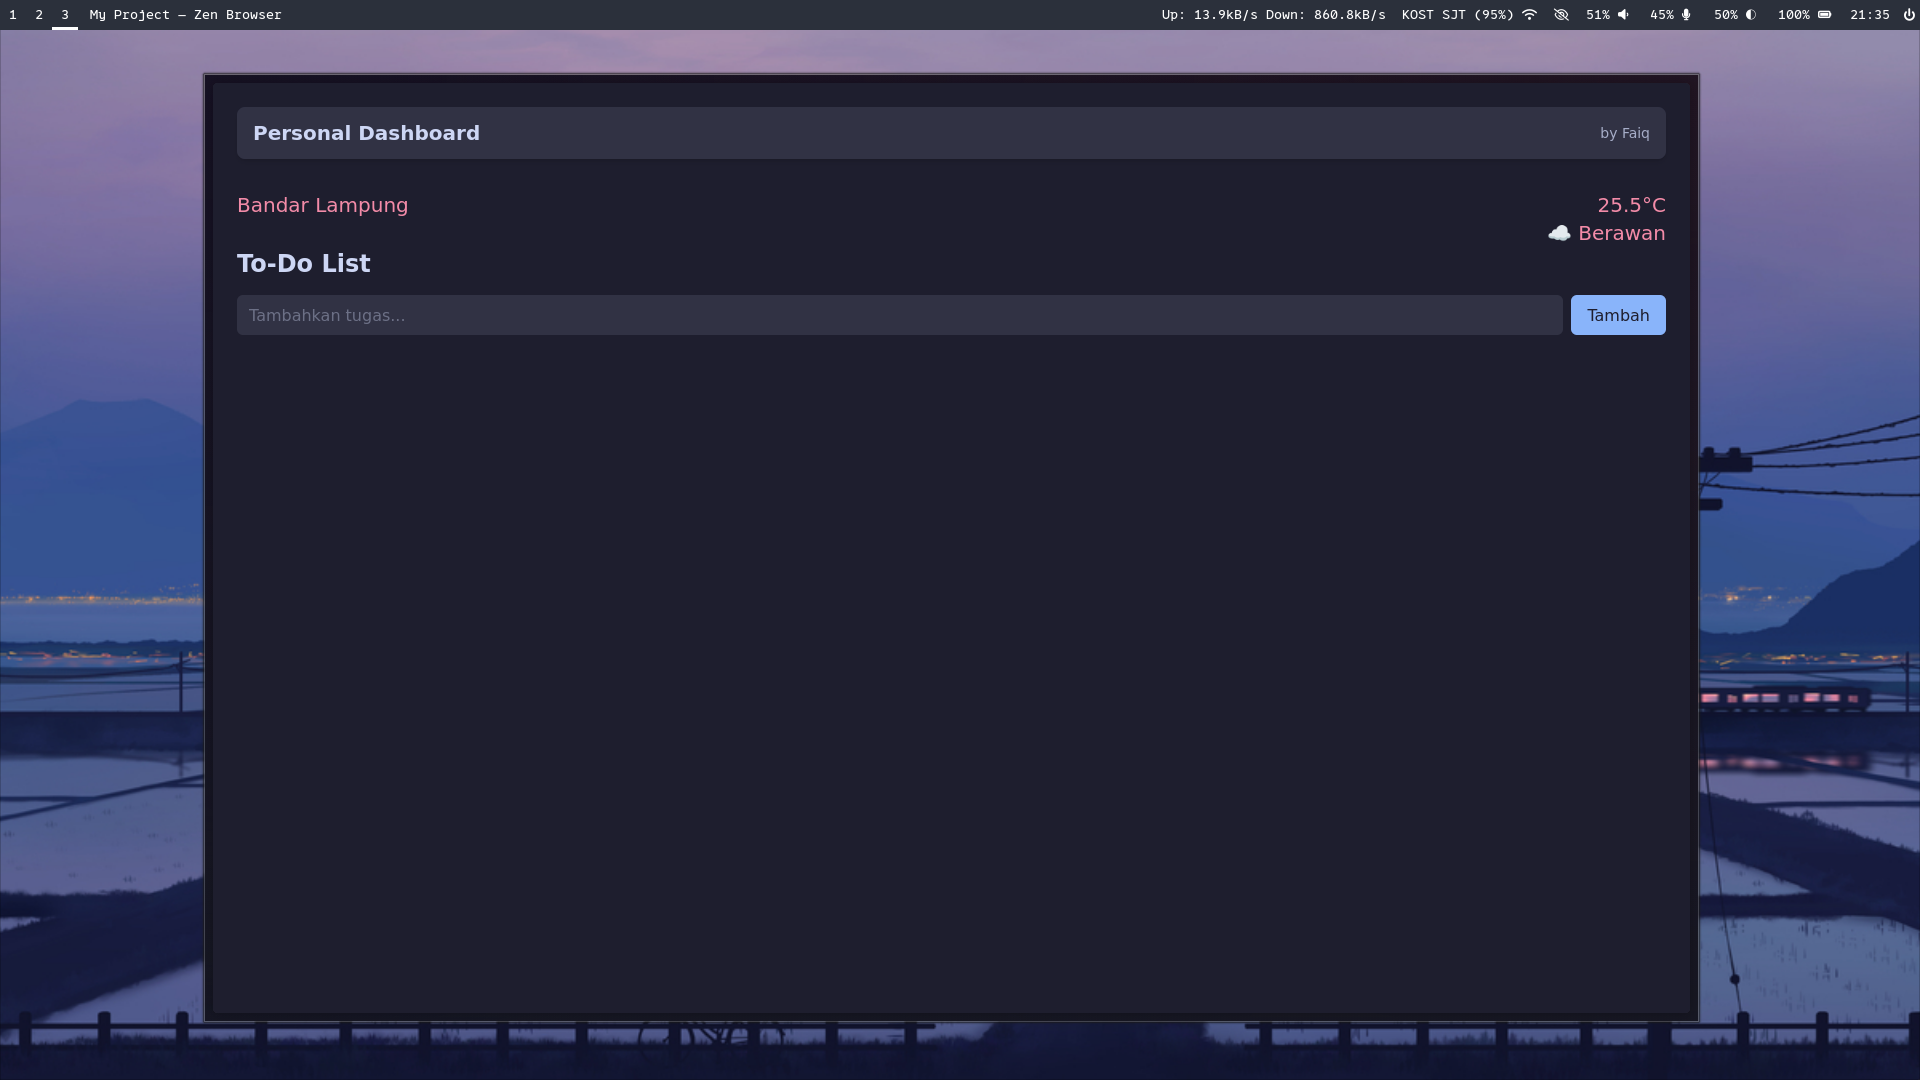 1 2 3 My Project — Zen Browser Up: 13.9kB/s Down: 860.8kB/s KOST SJT (95%) 51% 45% 50% 100% 21:35
Personal Dashboard by Faiq
Bandar Lampung 25.5°C
☁️ Berawan
To-Do List
Tambahkan tugas... Tambah